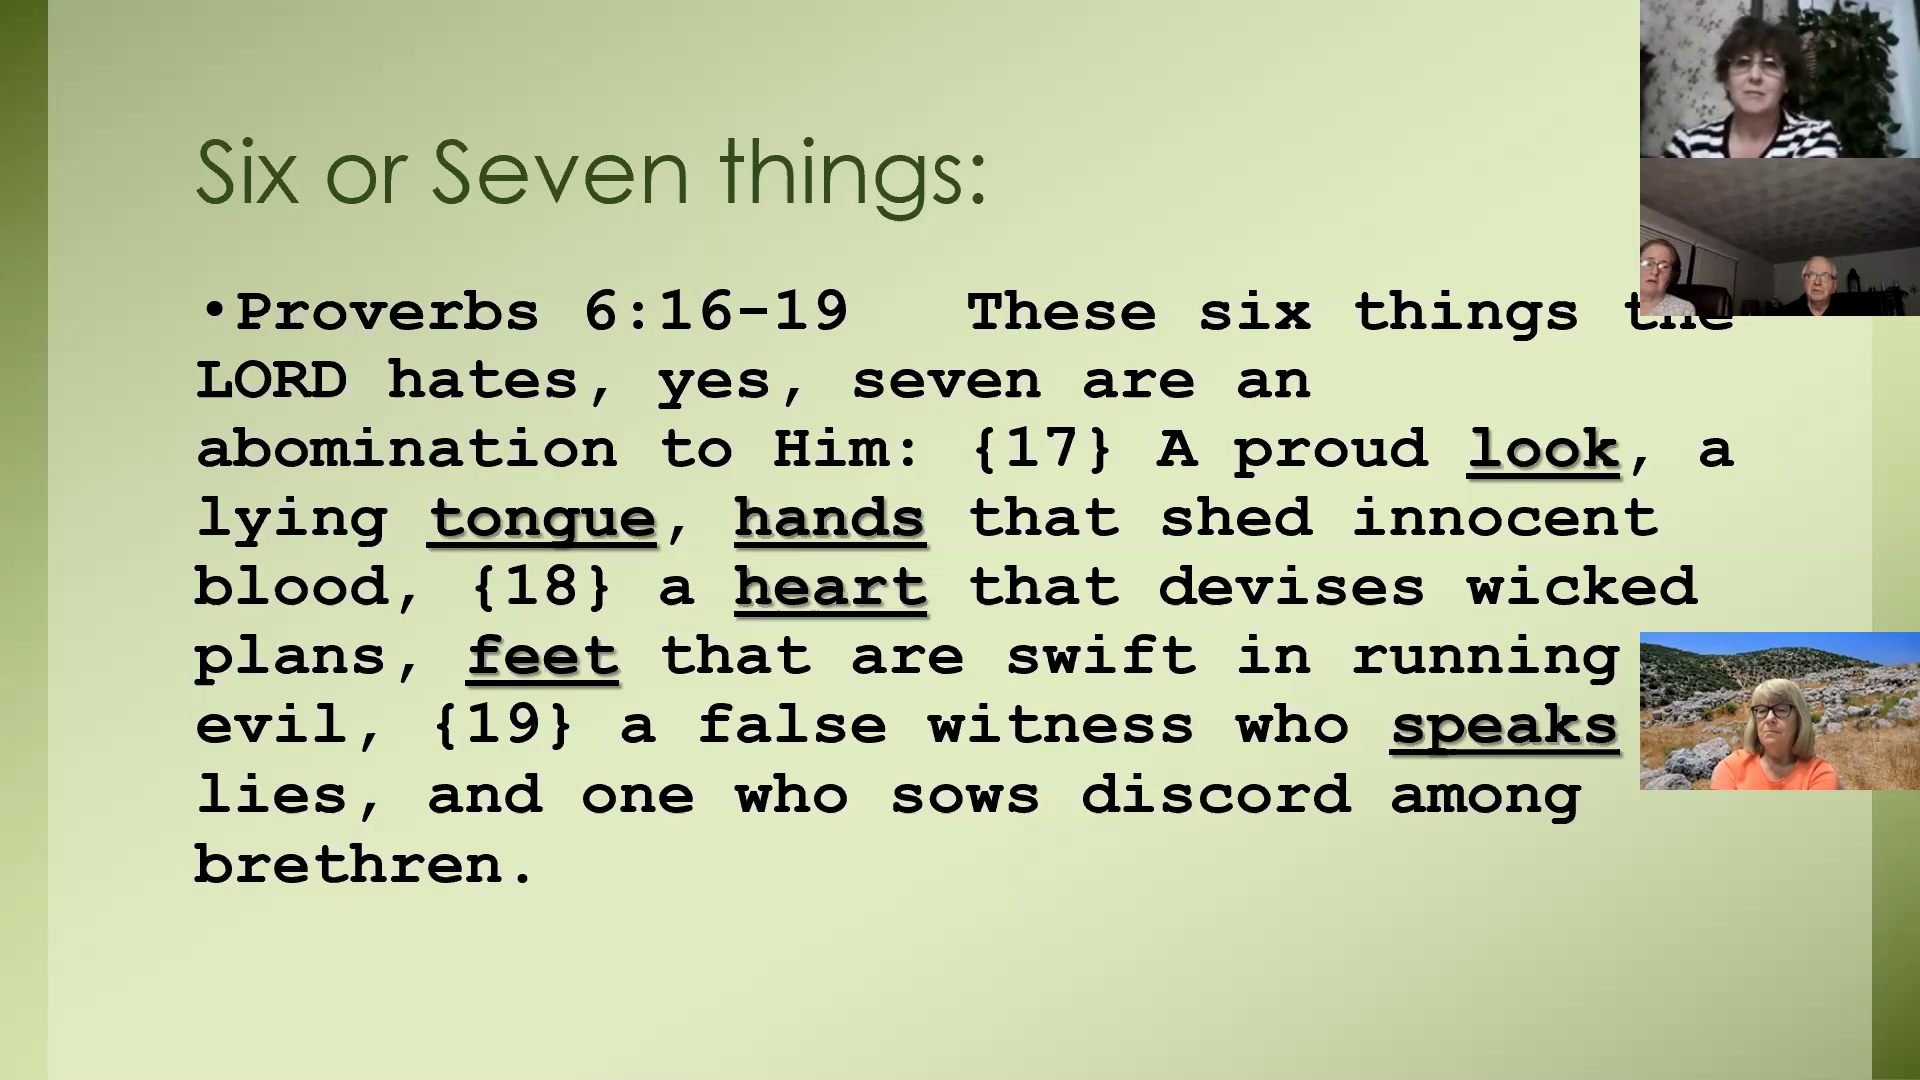 Six or Seven things:
•Proverbs 6:16-19 These six things the
LORD hates, yes, seven are an
abomination to Him: {17} A proud look, a
lying tongue, hands that shed innocent
blood, {18} a heart that devises wicked
plans, feet that are swift in running
evil, {19} a false witness who speaks
lies, and one who sows discord among
brethren.